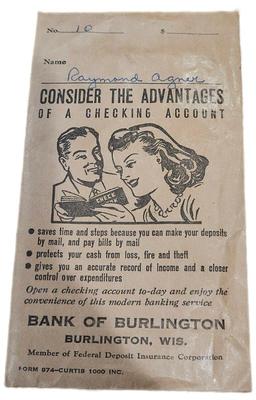 No. 10 $
Name
Raymond Agner
CONSIDER THE ADVANTAGES
OF A CHECKING ACCOUNT
CHECK
• saves time and steps because you can make your deposits
by mail, and pay bills by mail
• protects your cash from loss, fire and theft
• gives you an accurate record of Income and a closer
control over expenditures
Open a checking account to-day and enjoy the
convenience of this modern banking service
BANK OF BURLINGTON
BURLINGTON, WIS.
Member of Federal Deposit Insurance Corporation
FORM 974—CURTIS 1000 INC.